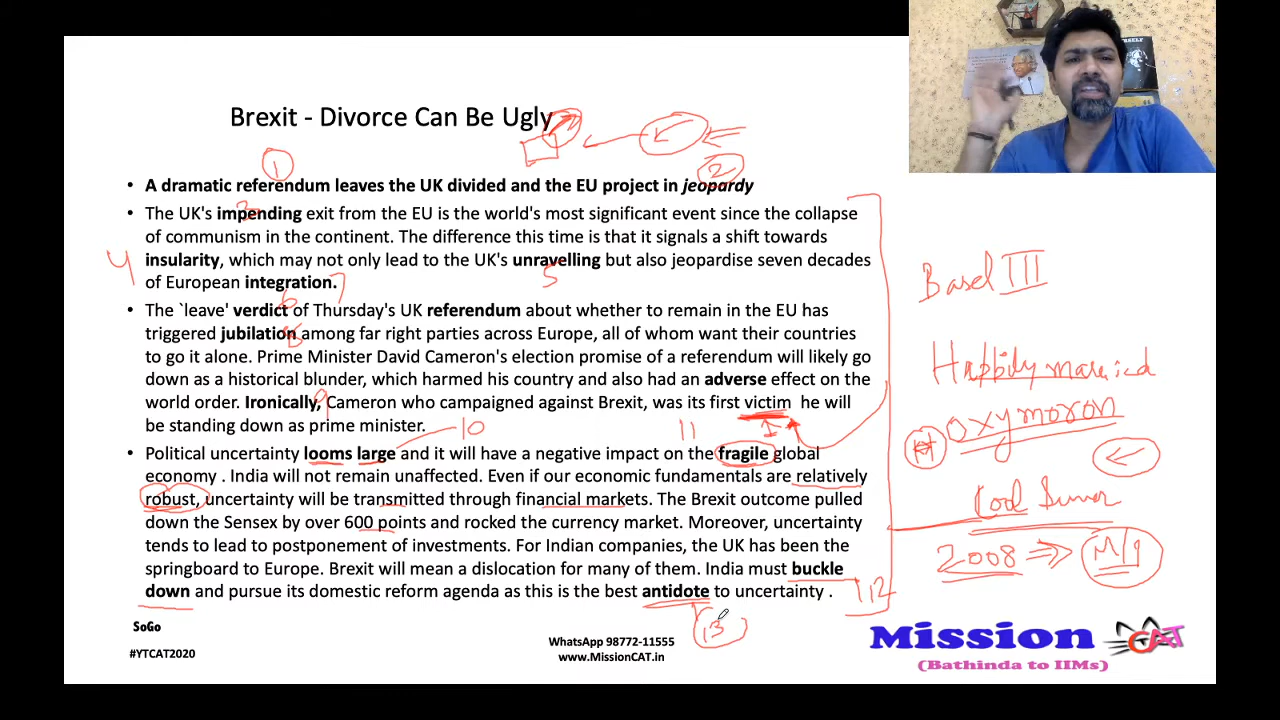 Brexit - Divorce Can Be Ugly
1
2
• A dramatic referendum leaves the UK divided and the EU project in jeopardy
• The UK's impending exit from the EU is the world's most significant event since the collapse
3
of communism in the continent. The difference this time is that it signals a shift towards
4
insularity, which may not only lead to the UK's unravelling but also jeopardise seven decades
5
of European integration.
7
6
• The `leave' verdict of Thursday's UK referendum about whether to remain in the EU has
triggered jubilation among far right parties across Europe, all of whom want their countries
8
to go it alone. Prime Minister David Cameron's election promise of a referendum will likely go
down as a historical blunder, which harmed his country and also had an adverse effect on the
world order. Ironically, Cameron who campaigned against Brexit, was its first victim he will
9
be standing down as prime minister.
10
11
• Political uncertainty looms large and it will have a negative impact on the fragile global
economy . India will not remain unaffected. Even if our economic fundamentals are relatively
robust, uncertainty will be transmitted through financial markets. The Brexit outcome pulled
down the Sensex by over 600 points and rocked the currency market. Moreover, uncertainty
tends to lead to postponement of investments. For Indian companies, the UK has been the
springboard to Europe. Brexit will mean a dislocation for many of them. India must buckle
down and pursue its domestic reform agenda as this is the best antidote to uncertainty .
12
13
Basel III
Happily married
Oxymoron
Cool
2008
SoGo
#YTCAT2020
WhatsApp 98772-11555
www.MissionCAT.in
Mission CAT
(Bathinda to IIMs)